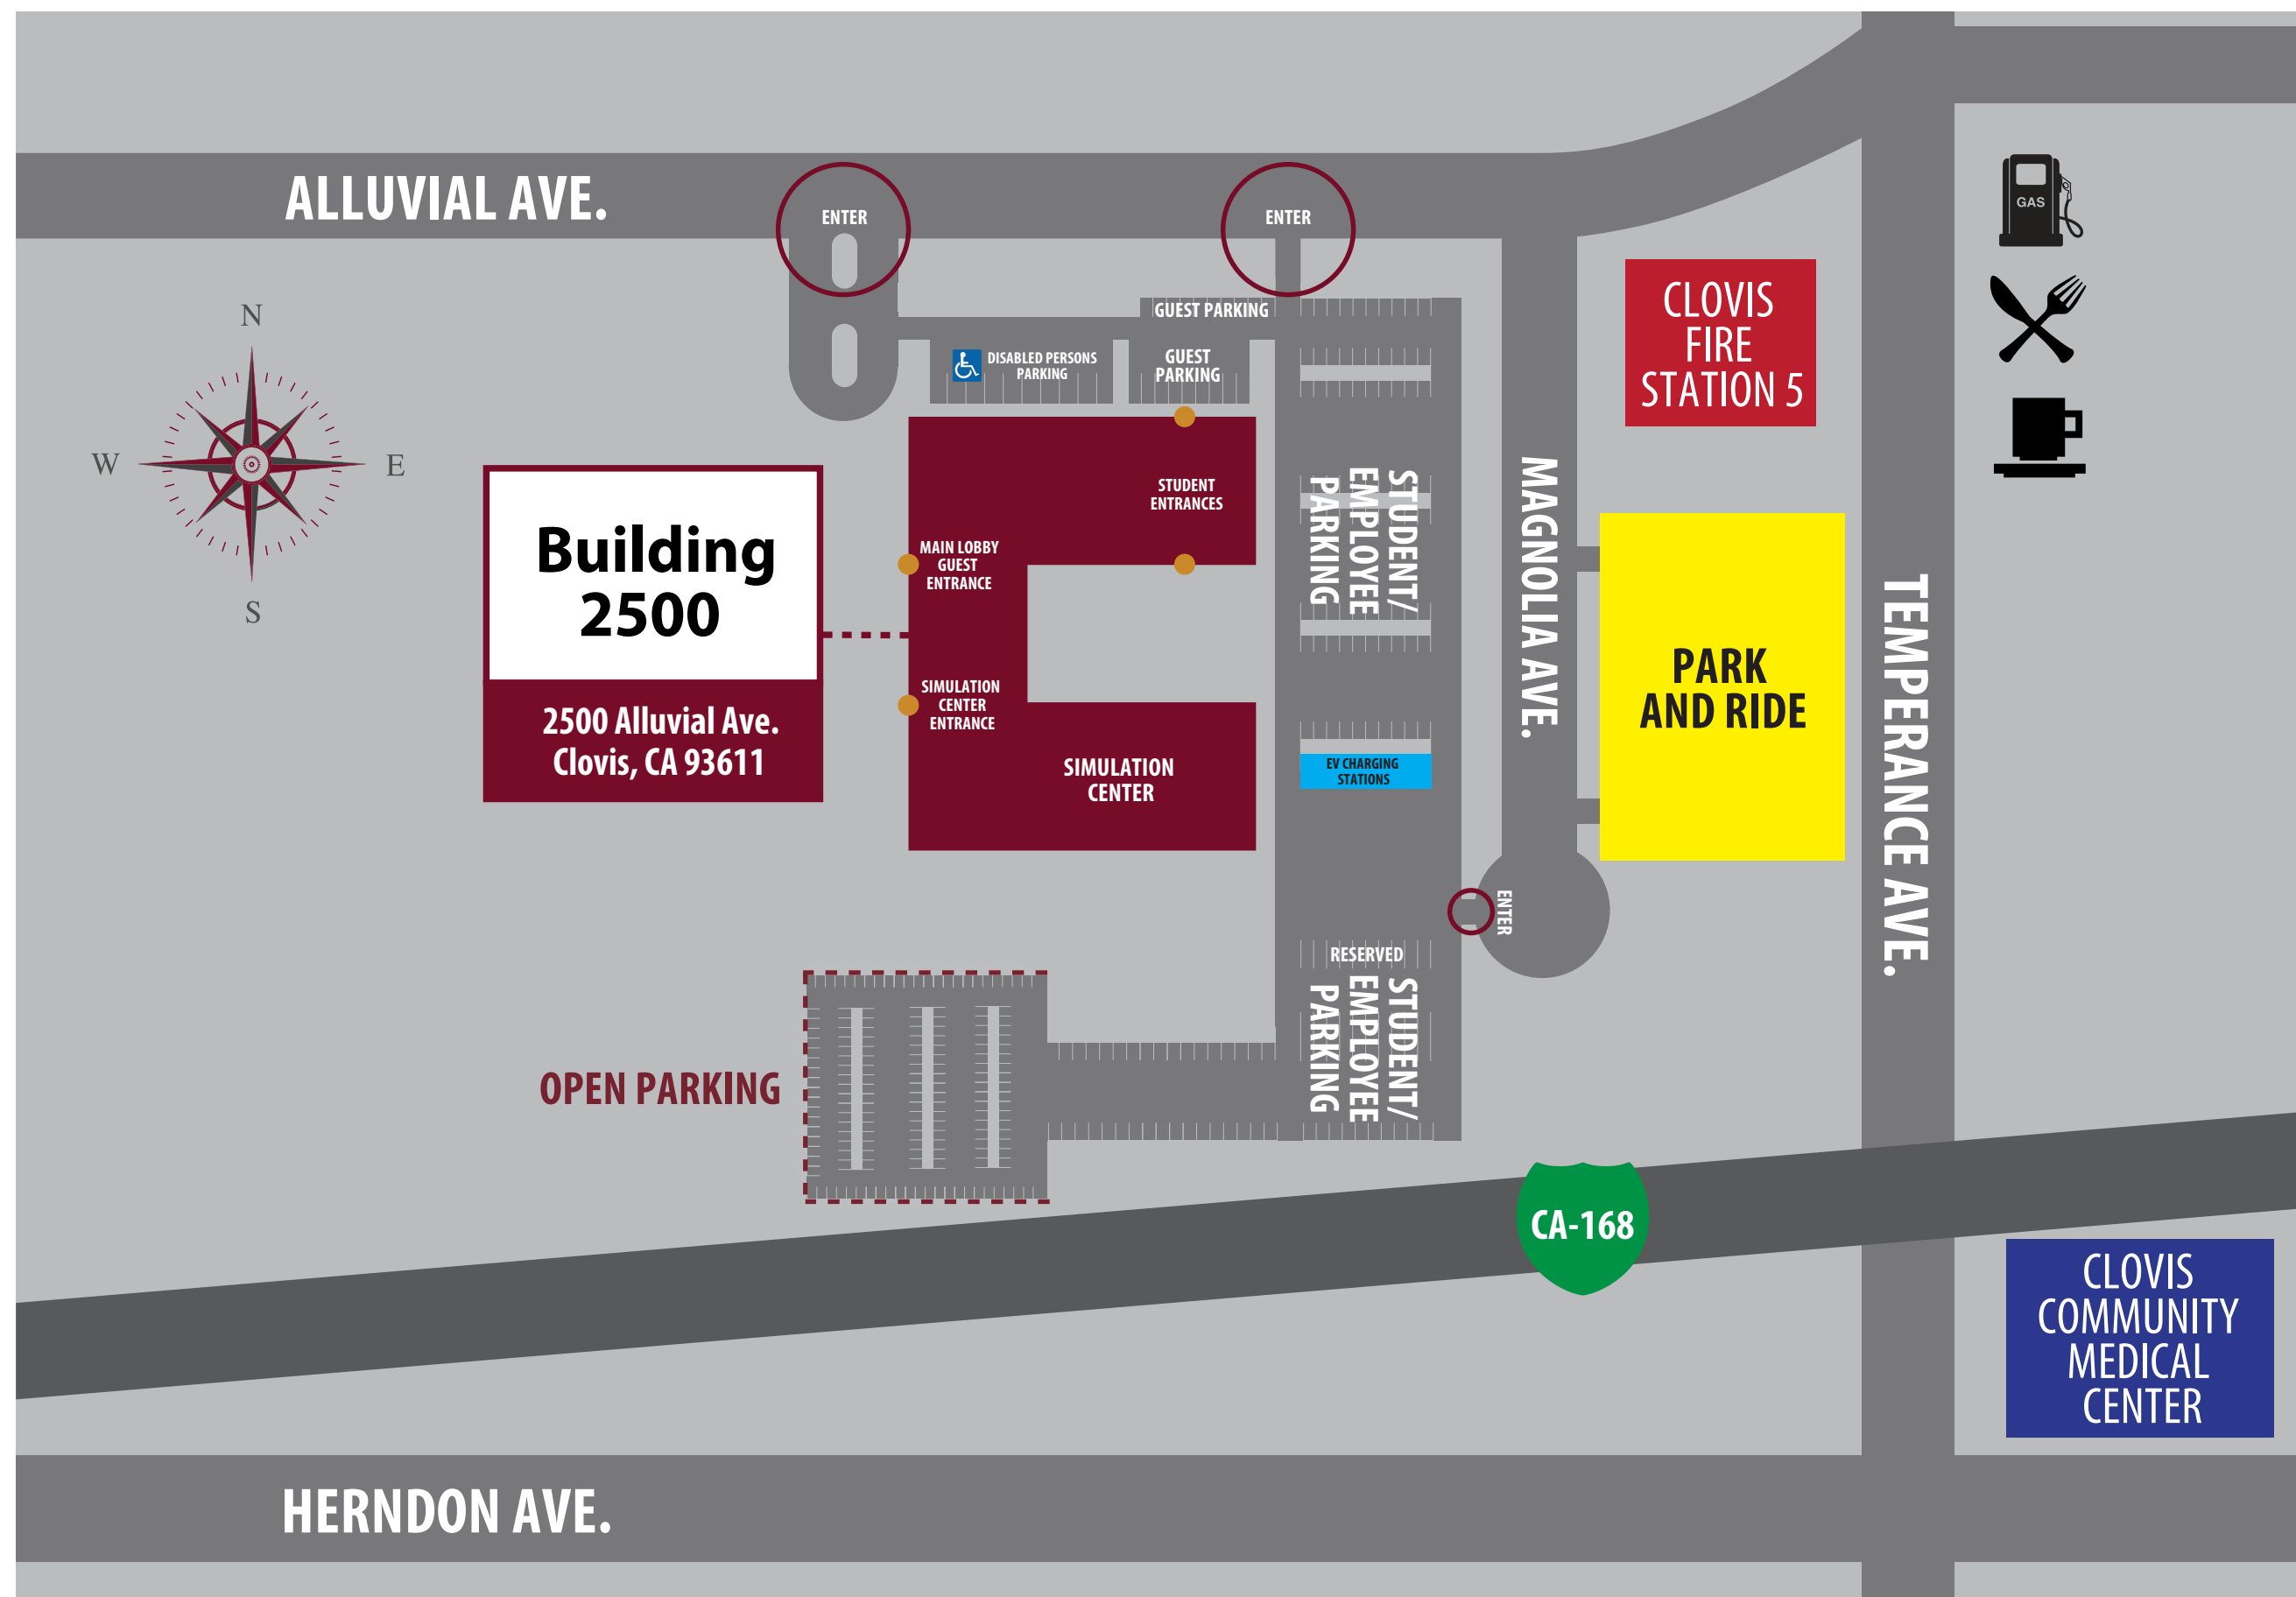 ALLUVIAL AVE.
ENTER
ENTER
GAS
N
W
E
S
GUEST PARKING
DISABLED PERSONS
PARKING
GUEST
PARKING
CLOVIS
FIRE
STATION 5
Building
2500
2500 Alluvial Ave.
Clovis, CA 93611
STUDENT
ENTRANCES
MAIN LOBBY
GUEST
ENTRANCE
SIMULATION
CENTER
ENTRANCE
SIMULATION
CENTER
STUDENT/
EMPLOYEE
PARKING
EV CHARGING
STATIONS
MAGNOLIA AVE.
PARK
AND RIDE
TEMPERANCE AVE.
ENTER
RESERVED
STUDENT/
EMPLOYEE
PARKING
OPEN PARKING
CA-168
CLOVIS
COMMUNITY
MEDICAL
CENTER
HERNDON AVE.